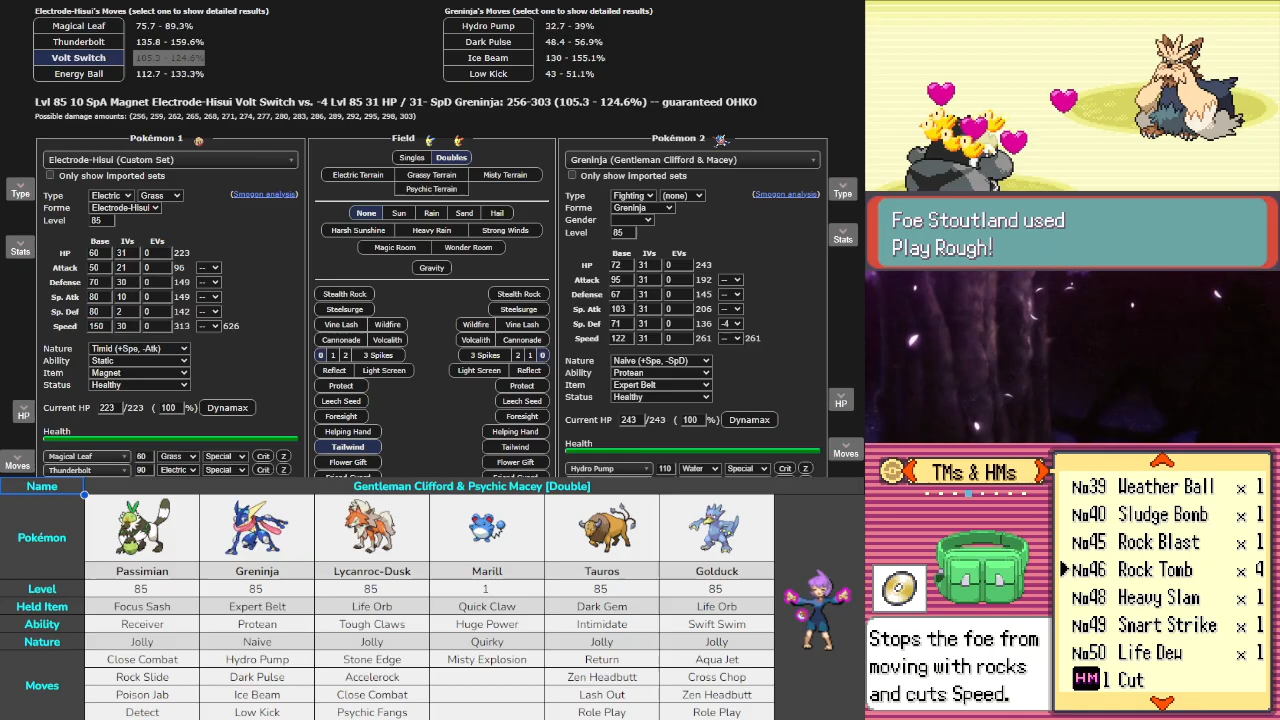 Electrode-Hisui's Moves (select one to show detailed results)
Magical Leaf 75.7 - 89.3%
Thunderbolt 135.8 - 159.6%
Volt Switch 105.3 - 124.6%
Energy Ball 112.7 - 133.3%
Greninja's Moves (select one to show detailed results)
Hydro Pump 32.7 - 39%
Dark Pulse 48.4 - 56.9%
Ice Beam 130 - 155.1%
Low Kick 43 - 51.1%
Lvl 85 10 SpA Magnet Electrode-Hisui Volt Switch vs. -4 Lvl 85 31 HP / 31- SpD Greninja: 256-303 (105.3 - 124.6%) -- guaranteed OHKO
Possible damage amounts: (256, 259, 262, 265, 268, 271, 274, 277, 280, 283, 286, 289, 292, 295, 298, 303)
Pokémon 1
Electrode-Hisui (Custom Set)
Only show Imported sets
Type Electric Grass (Smogon analysis)
Forme Electrode-Hisui
Level 85
Base IVs EVs
HP 60 31 0 223
Attack 50 21 0 96 --
Defense 70 30 0 149 --
Sp. Atk 80 10 0 149 --
Sp. Def 80 2 0 142 --
Speed 150 30 0 313 -- 626
Nature Timid (+Spe, -Atk)
Ability Static
Item Magnet
Status Healthy
Current HP 223 /223 ( 100 %) Dynamax
Health
Magical Leaf 60 Grass Special Crit Z
Thunderbolt 90 Electric Special Crit Z
Type
Stats
HP
Moves
Field
Singles Doubles
Electric Terrain Grassy Terrain Misty Terrain
Psychic Terrain
None Sun Rain Sand Hail
Harsh Sunshine Heavy Rain Strong Winds
Magic Room Wonder Room
Gravity
Stealth Rock Stealth Rock
Steelsurge Steelsurge
Vine Lash Wildfire Wildfire Vine Lash
Cannonade Volcalith Volcalith Cannonade
0 1 2 3 Spikes 3 Spikes 2 1 0
Reflect Light Screen Light Screen Reflect
Protect Protect
Leech Seed Leech Seed
Foresight Foresight
Helping Hand Helping Hand
Tailwind Tailwind
Flower Gift Flower Gift
Pokémon 2
Greninja (Gentleman Clifford & Macey)
Only show Imported sets
Type Fighting (none) (Smogon analysis)
Forme Greninja
Gender
Level 85
Base IVs EVs
HP 72 31 0 243
Attack 95 31 0 192 --
Defense 67 31 0 145 --
Sp. Atk 103 31 0 206 --
Sp. Def 71 31 0 136 -4
Speed 122 31 0 261 -- 261
Nature Naive (+Spe, -SpD)
Ability Protean
Item Expert Belt
Status Healthy
Current HP 243 /243 ( 100 %) Dynamax
Health
Hydro Pump 110 Water Special Crit Z
Type
Stats
HP
Moves
Name Gentleman Clifford & Psychic Macey [Double]
Pokémon Passimian Greninja Lycanroc-Dusk Marill Tauros Golduck
Level 85 85 85 1 85 85
Held Item Focus Sash Expert Belt Life Orb Quick Claw Dark Gem Life Orb
Ability Receiver Protean Tough Claws Huge Power Intimidate Swift Swim
Nature Jolly Naive Jolly Quirky Jolly Jolly
Moves
Close Combat Hydro Pump Stone Edge Misty Explosion Return Aqua Jet
Rock Slide Dark Pulse Accelerock Zen Headbutt Cross Chop
Poison Jab Ice Beam Close Combat Lash Out Zen Headbutt
Detect Low Kick Psychic Fangs Role Play Role Play
Foe Stoutland used
Play Rough!
TMs & HMs
No39 Weather Ball x 1
No40 Sludge Bomb x 1
No45 Rock Blast x 1
No46 Rock Tomb x 4
No48 Heavy Slam x 1
No49 Smart Strike x 1
No50 Life Dew x 1
HM 1 Cut
Stops the foe from
moving with rocks
and cuts Speed.